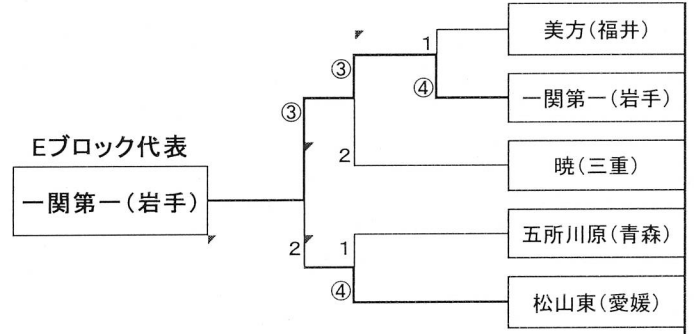 美方（福井）
1
③
④
一関第一（岩手）
③
Eブロック代表
2
暁（三重）
一関第一（岩手）
五所川原（青森）
2
1
④
松山東（愛媛）